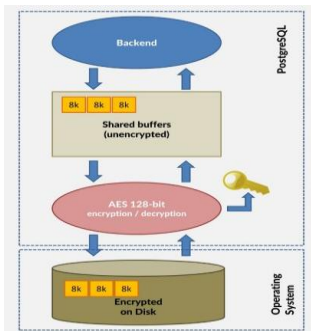 Backend
PostgreSQL
8k 8k 8k
Shared buffers
(unencrypted)
AES 128-bit
encryption / decryption
8k 8k 8k
Encrypted
on Disk
Operating
System